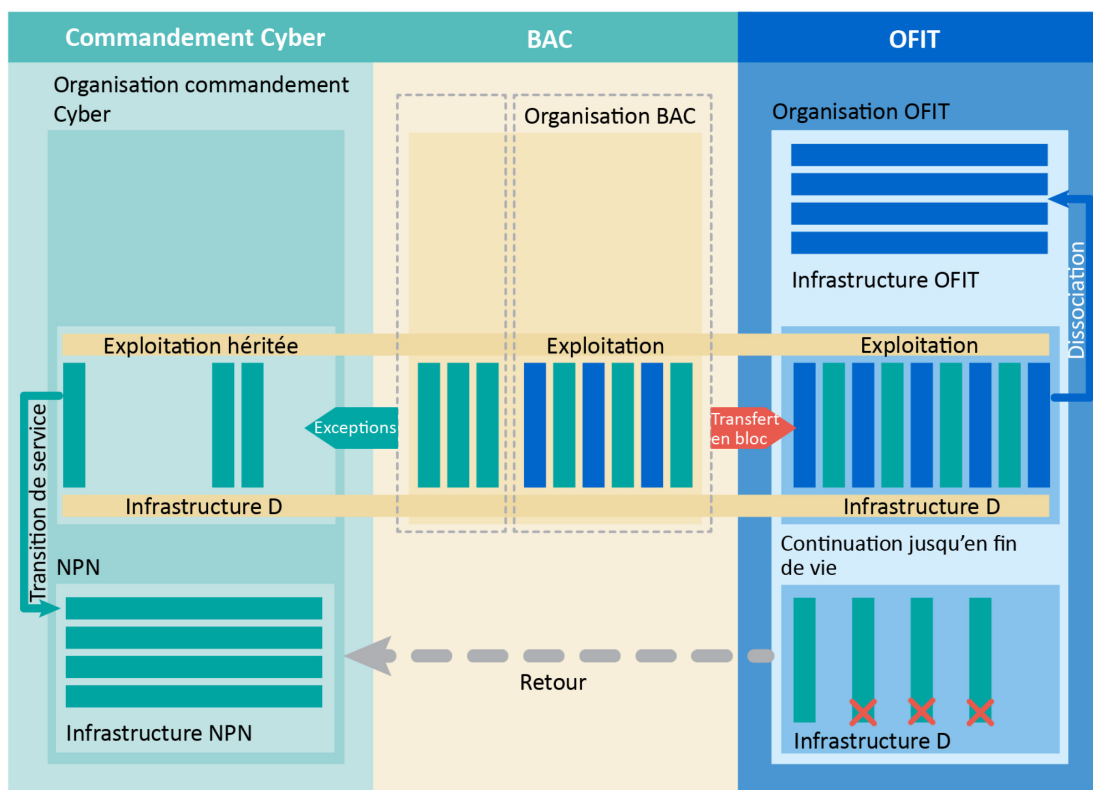 Commandement Cyber
BAC
OFIT
Organisation commandement
Cyber
Organisation BAC
Organisation OFIT
Infrastructure OFIT
Dissociation
Exploitation héritée
Exploitation
Exploitation
Transition de service
Exceptions
Transfert
en bloc
Infrastructure D
Infrastructure D
NPN
Continuation jusqu’en fin
de vie
Retour
Infrastructure NPN
Infrastructure D